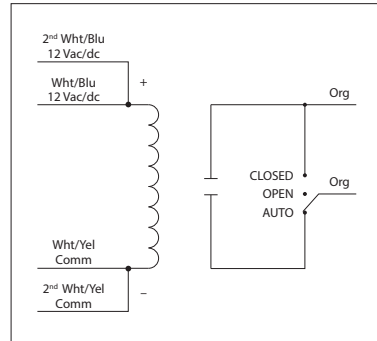 2nd Wht/Blu
12 Vac/dc
Wht/Blu
12 Vac/dc
+
Org
CLOSED
OPEN
AUTO
Org
Wht/Yel
Comm
2nd Wht/Yel
Comm
–